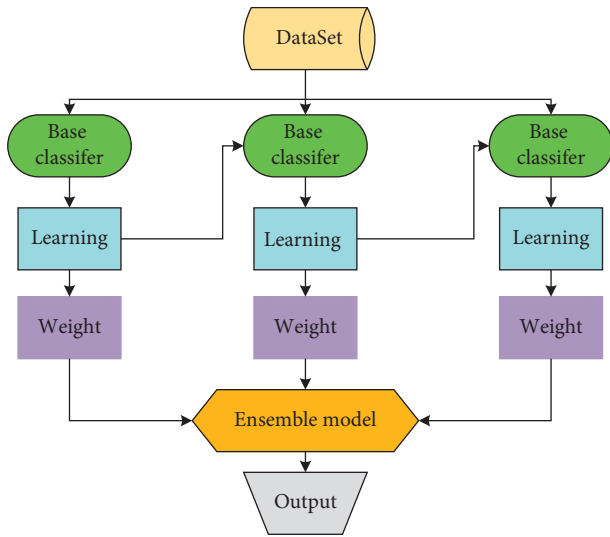 DataSet
Base
classifer
Base
classifer
Base
classifer
Learning
Learning
Learning
Weight
Weight
Weight
Ensemble model
Output